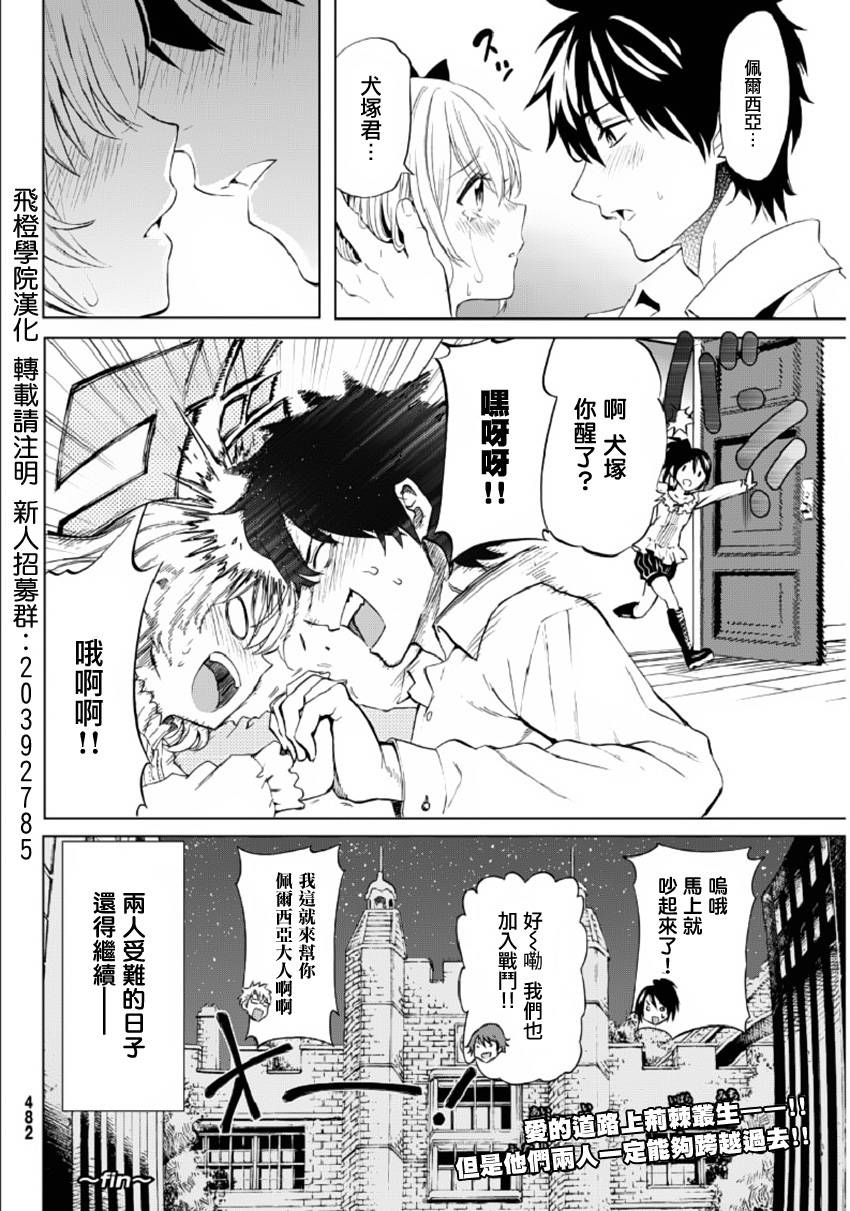 佩爾西亞…
スッ
犬塚君…
啊 犬塚
你醒了?
嘿呀呀!!
哦啊啊!!
嗚哦
馬上就
吵起來了!
好~嘞 我們也
加入戰鬥!!
我這就來幫你
佩爾西亞大人啊啊
兩人受難的日子
還得繼續——
愛的道路上荊棘叢生——!!
但是他們兩人一定能夠跨越過去!!
~fin~
482
飛橙學院漢化 轉載請注明 新人招募群:20392785